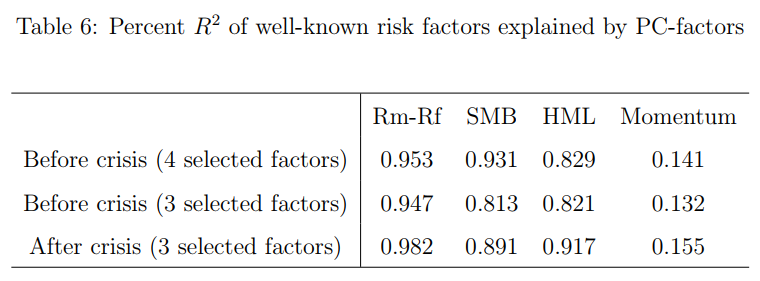 Table 6: Percent R² of well-known risk factors explained by PC-factors
Rm-Rf SMB HML Momentum
Before crisis (4 selected factors) 0.953 0.931 0.829 0.141
Before crisis (3 selected factors) 0.947 0.813 0.821 0.132
After crisis (3 selected factors) 0.982 0.891 0.917 0.155